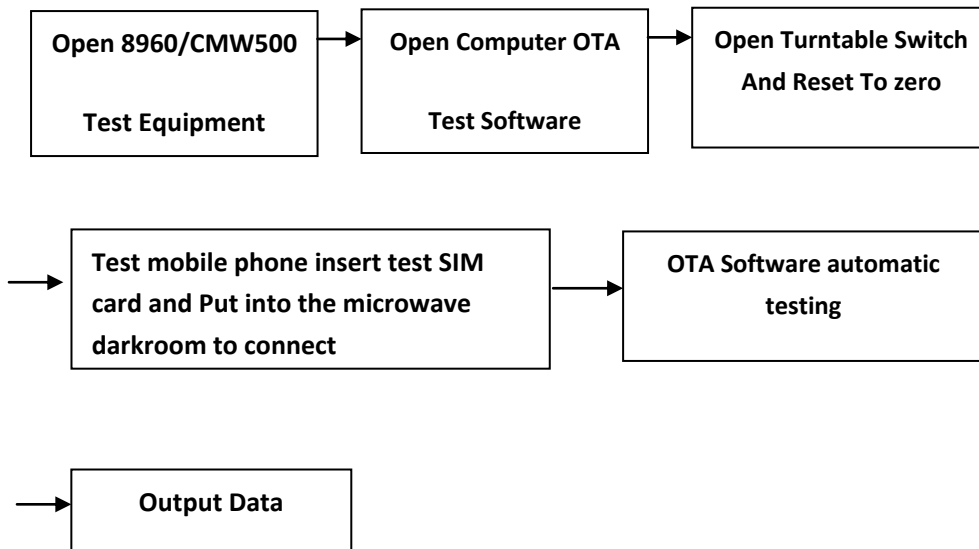 Open 8960/CMW500
Test Equipment
Open Computer OTA
Test Software
Open Turntable Switch
And Reset To zero
Test mobile phone insert test SIM
card and Put into the microwave
darkroom to connect
OTA Software automatic
testing
Output Data